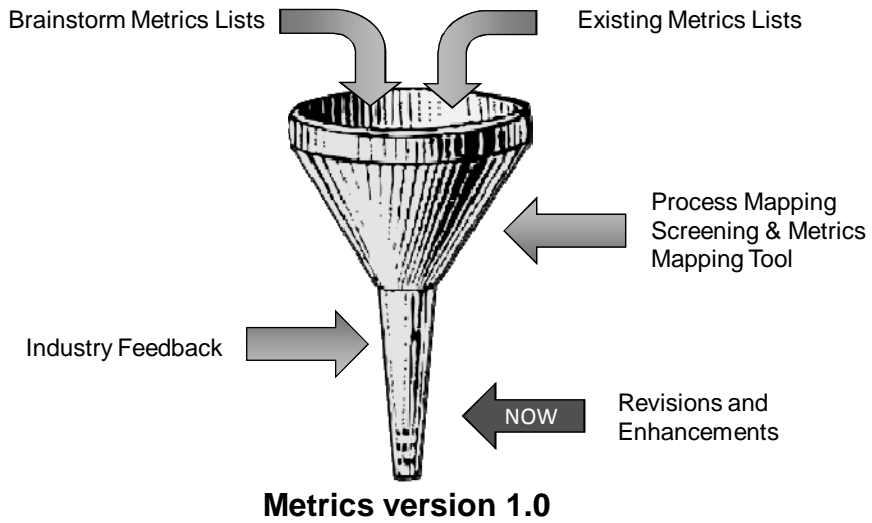 Brainstorm Metrics Lists
Existing Metrics Lists
Process Mapping
Screening & Metrics
Mapping Tool
Industry Feedback
NOW
Revisions and
Enhancements
Metrics version 1.0